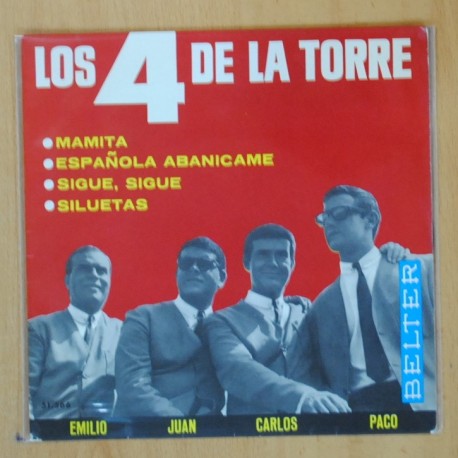 LOS 4 DE LA TORRE
MAMITA
ESPAÑOLA ABANICAME
SIGUE, SIGUE
SILUETAS
BELTER
EMILIO JUAN CARLOS PACO